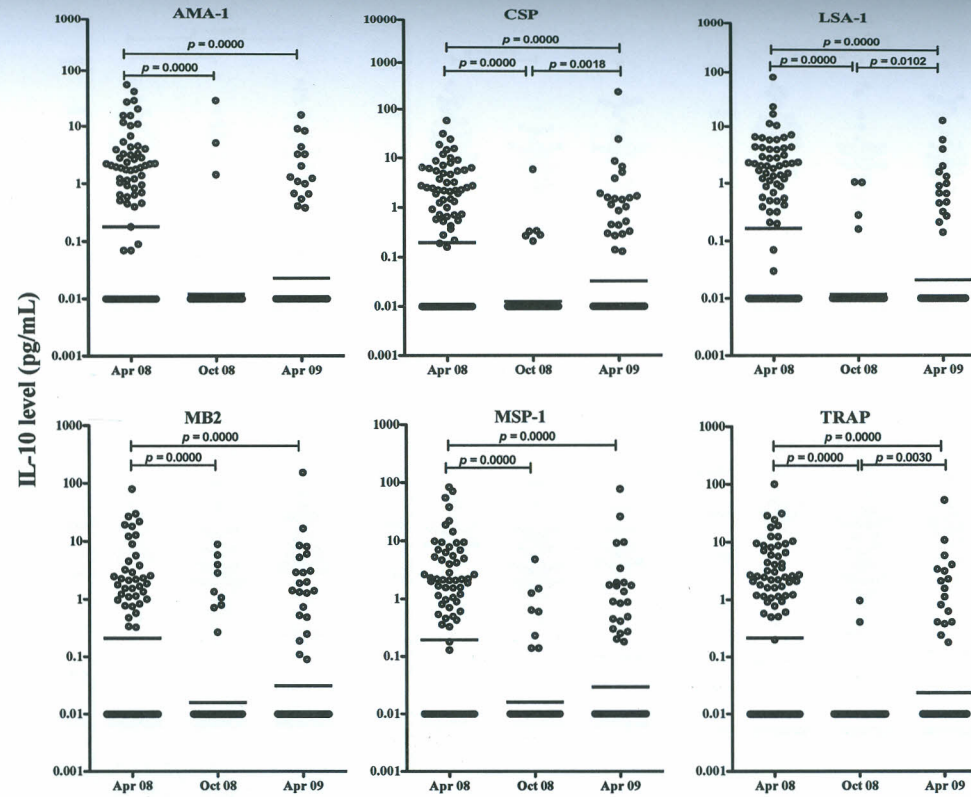 IL-10 level (pg/mL)
AMA-1
1000
100
10
1
0.1
0.01
0.001
p = 0.0000
p = 0.0000
Apr 08 Oct 08 Apr 09
CSP
10000
1000
100
10
1
0.1
0.01
0.001
p = 0.0000
p = 0.0000 p = 0.0018
Apr 08 Oct 08 Apr 09
LSA-1
1000
100
10
1
0.1
0.01
0.001
p = 0.0000
p = 0.0000 p = 0.0102
Apr 08 Oct 08 Apr 09
MB2
1000
100
10
1
0.1
0.01
0.001
p = 0.0000
p = 0.0000
Apr 08 Oct 08 Apr 09
MSP-1
1000
100
10
1
0.1
0.01
0.001
p = 0.0000
p = 0.0000
Apr 08 Oct 08 Apr 09
TRAP
1000
100
10
1
0.1
0.01
0.001
p = 0.0000
p = 0.0000 p = 0.0030
Apr 08 Oct 08 Apr 09